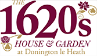 THE
1620s
HOUSE & GARDEN
at Donington le Heath